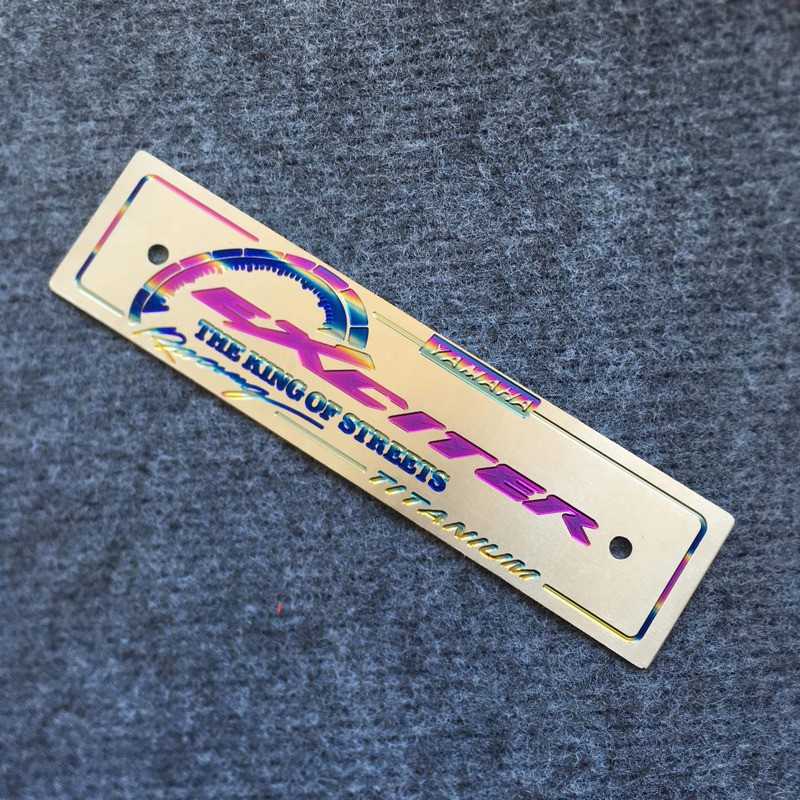 YAMAHA
EXCITER
THE KING OF STREETS
Racing
TITANIUM